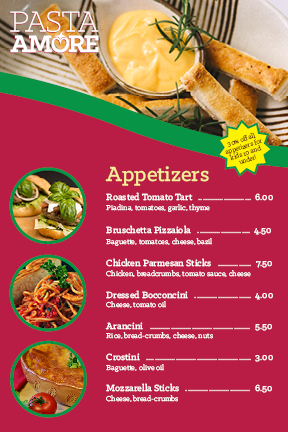 PASTA
AMORE
30% off all
appetizers for
kids 10 and
under!
Appetizers
Roasted Tomato Tart 6.00
Piadina, tomatoes, garlic, thyme
Bruschetta Pizzaiola 4.50
Baguette, tomatoes, cheese, bazil
Chicken Parmesan Sticks 7.50
Chicken, breadcrumbs, tomato sauce, cheese
Dressed Bocconcini 4.00
Cheese, tomato oil
Arancini 5.50
Rice, bread-crumbs, cheese, nuts
Crostini 3.00
Baguette, olive oil
Mozzarella Sticks 6.50
Cheese, bread-crumbs